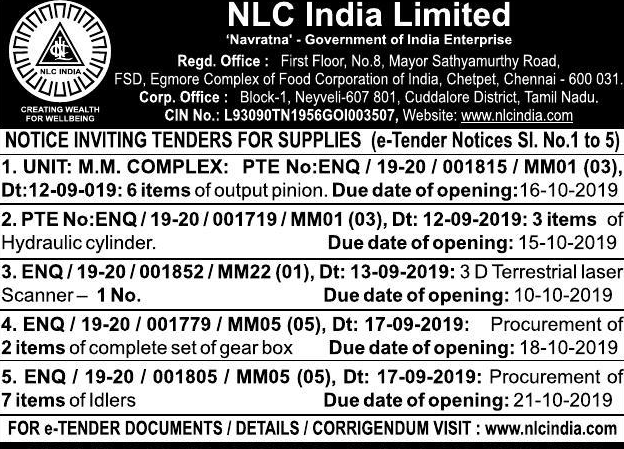 NLC India Limited
'Navratna' - Government of India Enterprise
Regd. Office : First Floor, No.8, Mayor Sathyamurthy Road,
FSD, Egmore Complex of Food Corporation of India, Chetpet, Chennai - 600 031.
Corp. Office : Block-1, Neyveli-607 801, Cuddalore District, Tamil Nadu.
CIN No.: L93090TN1956GOI003507, Website: www.nlcindia.com
NLC INDIA
CREATING WEALTH
FOR WELLBEING
NOTICE INVITING TENDERS FOR SUPPLIES (e-Tender Notices Sl. No.1 to 5)
1. UNIT: M.M. COMPLEX: PTE No:ENQ / 19-20 / 001815 / MM01 (03),
Dt:12-09-019: 6 items of output pinion. Due date of opening:16-10-2019
2. PTE No:ENQ / 19-20 / 001719 / MM01 (03), Dt: 12-09-2019: 3 items of
Hydraulic cylinder. Due date of opening: 15-10-2019
3. ENQ / 19-20 / 001852 / MM22 (01), Dt: 13-09-2019: 3 D Terrestrial laser
Scanner – 1 No. Due date of opening: 10-10-2019
4. ENQ / 19-20 / 001779 / MM05 (05), Dt: 17-09-2019: Procurement of
2 items of complete set of gear box Due date of opening: 18-10-2019
5. ENQ / 19-20 / 001805 / MM05 (05), Dt: 17-09-2019: Procurement of
7 items of Idlers Due date of opening: 21-10-2019
FOR e-TENDER DOCUMENTS / DETAILS / CORRIGENDUM VISIT : www.nlcindia.com